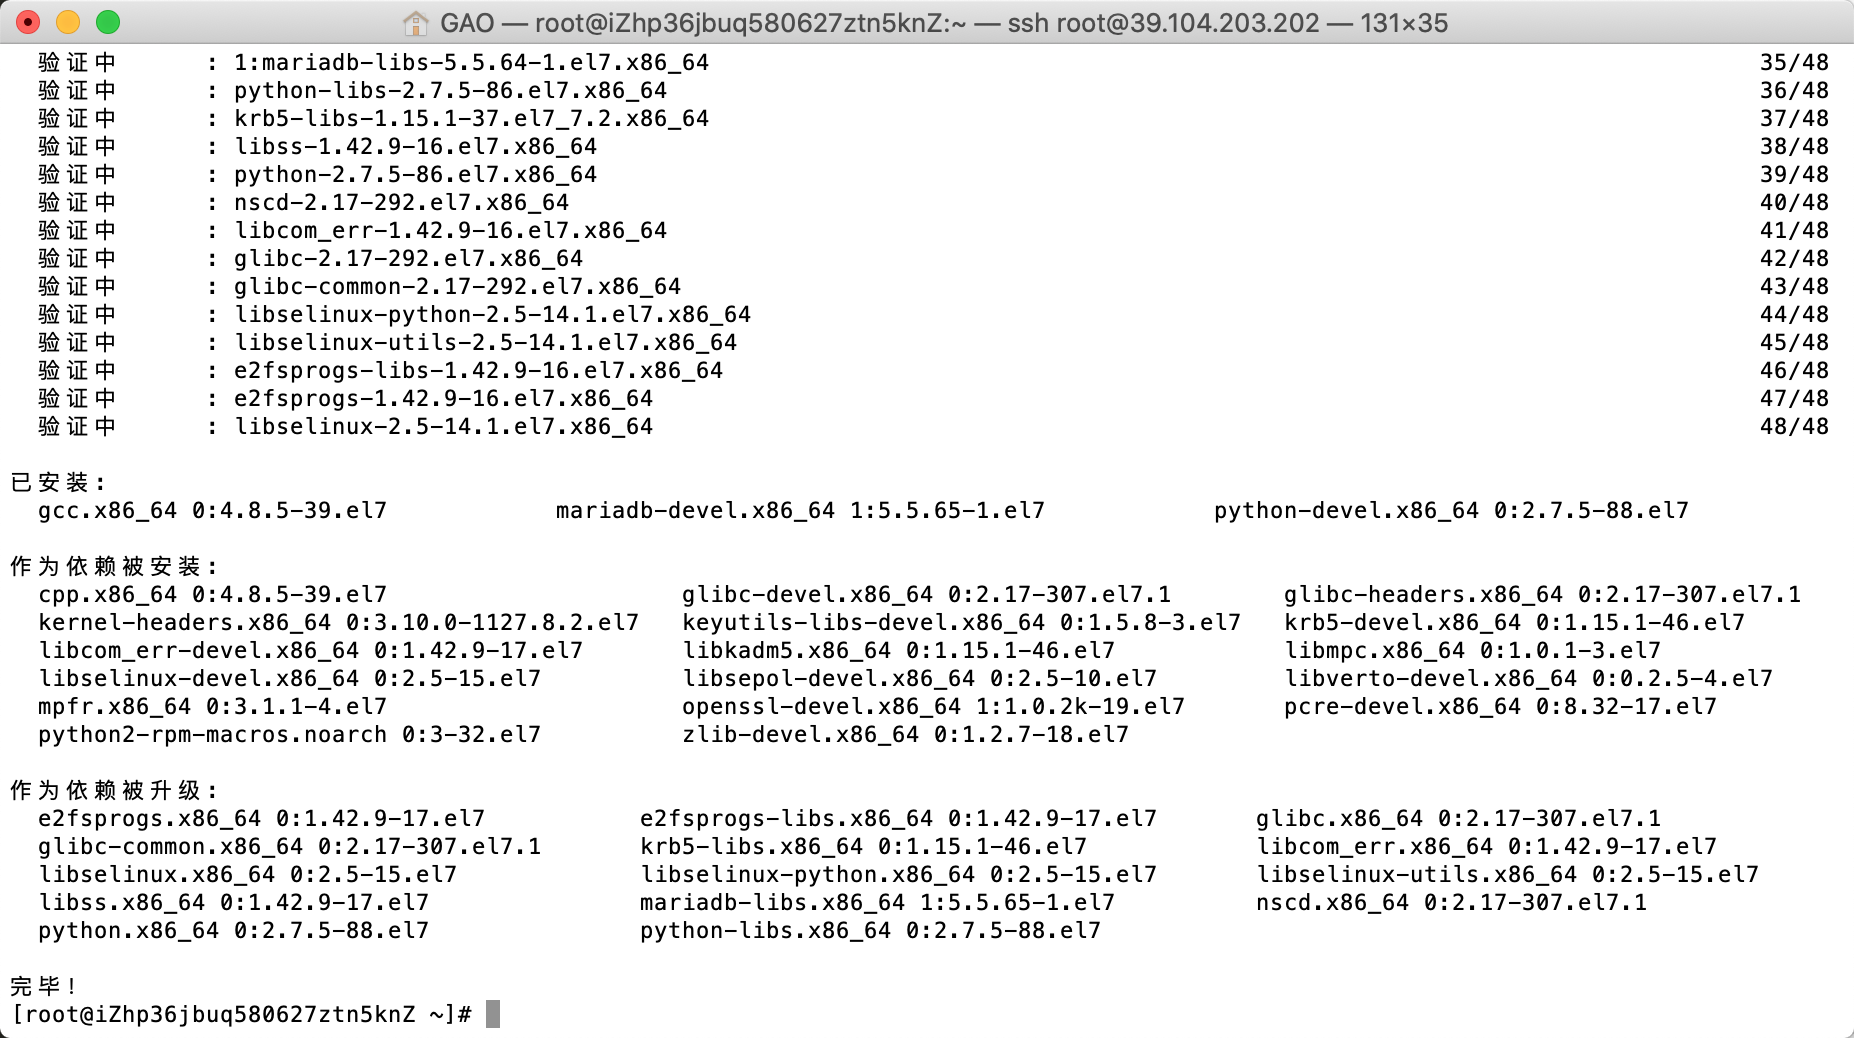 GAO — root@iZhp36jbuq580627ztn5knZ:~ — ssh root@39.104.203.202 — 131×35
验证中 : 1:mariadb-libs-5.5.64-1.el7.x86_64 35/48
验证中 : python-libs-2.7.5-86.el7.x86_64 36/48
验证中 : krb5-libs-1.15.1-37.el7_7.2.x86_64 37/48
验证中 : libss-1.42.9-16.el7.x86_64 38/48
验证中 : python-2.7.5-86.el7.x86_64 39/48
验证中 : nscd-2.17-292.el7.x86_64 40/48
验证中 : libcom_err-1.42.9-16.el7.x86_64 41/48
验证中 : glibc-2.17-292.el7.x86_64 42/48
验证中 : glibc-common-2.17-292.el7.x86_64 43/48
验证中 : libselinux-python-2.5-14.1.el7.x86_64 44/48
验证中 : libselinux-utils-2.5-14.1.el7.x86_64 45/48
验证中 : e2fsprogs-libs-1.42.9-16.el7.x86_64 46/48
验证中 : e2fsprogs-1.42.9-16.el7.x86_64 47/48
验证中 : libselinux-2.5-14.1.el7.x86_64 48/48
已安装:
gcc.x86_64 0:4.8.5-39.el7 mariadb-devel.x86_64 1:5.5.65-1.el7 python-devel.x86_64 0:2.7.5-88.el7
作为依赖被安装:
cpp.x86_64 0:4.8.5-39.el7 glibc-devel.x86_64 0:2.17-307.el7.1 glibc-headers.x86_64 0:2.17-307.el7.1
kernel-headers.x86_64 0:3.10.0-1127.8.2.el7 keyutils-libs-devel.x86_64 0:1.5.8-3.el7 krb5-devel.x86_64 0:1.15.1-46.el7
libcom_err-devel.x86_64 0:1.42.9-17.el7 libkadm5.x86_64 0:1.15.1-46.el7 libmpc.x86_64 0:1.0.1-3.el7
libselinux-devel.x86_64 0:2.5-15.el7 libsepol-devel.x86_64 0:2.5-10.el7 libverto-devel.x86_64 0:0.2.5-4.el7
mpfr.x86_64 0:3.1.1-4.el7 openssl-devel.x86_64 1:1.0.2k-19.el7 pcre-devel.x86_64 0:8.32-17.el7
python2-rpm-macros.noarch 0:3-32.el7 zlib-devel.x86_64 0:1.2.7-18.el7
作为依赖被升级:
e2fsprogs.x86_64 0:1.42.9-17.el7 e2fsprogs-libs.x86_64 0:1.42.9-17.el7 glibc.x86_64 0:2.17-307.el7.1
glibc-common.x86_64 0:2.17-307.el7.1 krb5-libs.x86_64 0:1.15.1-46.el7 libcom_err.x86_64 0:1.42.9-17.el7
libselinux.x86_64 0:2.5-15.el7 libselinux-python.x86_64 0:2.5-15.el7 libselinux-utils.x86_64 0:2.5-15.el7
libss.x86_64 0:1.42.9-17.el7 mariadb-libs.x86_64 1:5.5.65-1.el7 nscd.x86_64 0:2.17-307.el7.1
python.x86_64 0:2.7.5-88.el7 python-libs.x86_64 0:2.7.5-88.el7
完毕!
[root@iZhp36jbuq580627ztn5knZ ~]#